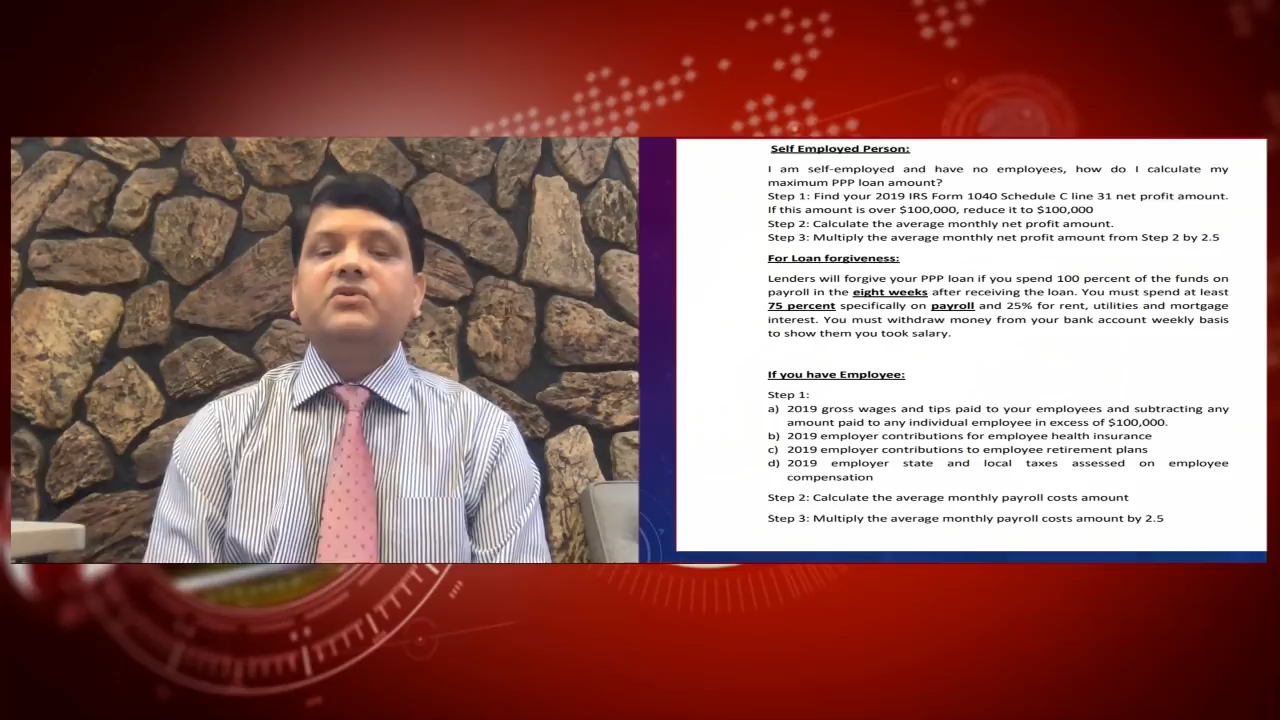 Self Employed Person:
I am self-employed and have no employees, how do I calculate my
maximum PPP loan amount?
Step 1: Find your 2019 IRS Form 1040 Schedule C line 31 net profit amount.
If this amount is over $100,000, reduce it to $100,000
Step 2: Calculate the average monthly net profit amount.
Step 3: Multiply the average monthly net profit amount from Step 2 by 2.5
For Loan forgiveness:
Lenders will forgive your PPP loan if you spend 100 percent of the funds on
payroll in the eight weeks after receiving the loan. You must spend at least
75 percent specifically on payroll and 25% for rent, utilities and mortgage
interest. You must withdraw money from your bank account weekly basis
to show them you took salary.
If you have Employee:
Step 1:
a) 2019 gross wages and tips paid to your employees and subtracting any
amount paid to any individual employee in excess of $100,000.
b) 2019 employer contributions for employee health insurance
c) 2019 employer contributions to employee retirement plans
d) 2019 employer state and local taxes assessed on employee
compensation
Step 2: Calculate the average monthly payroll costs amount
Step 3: Multiply the average monthly payroll costs amount by 2.5